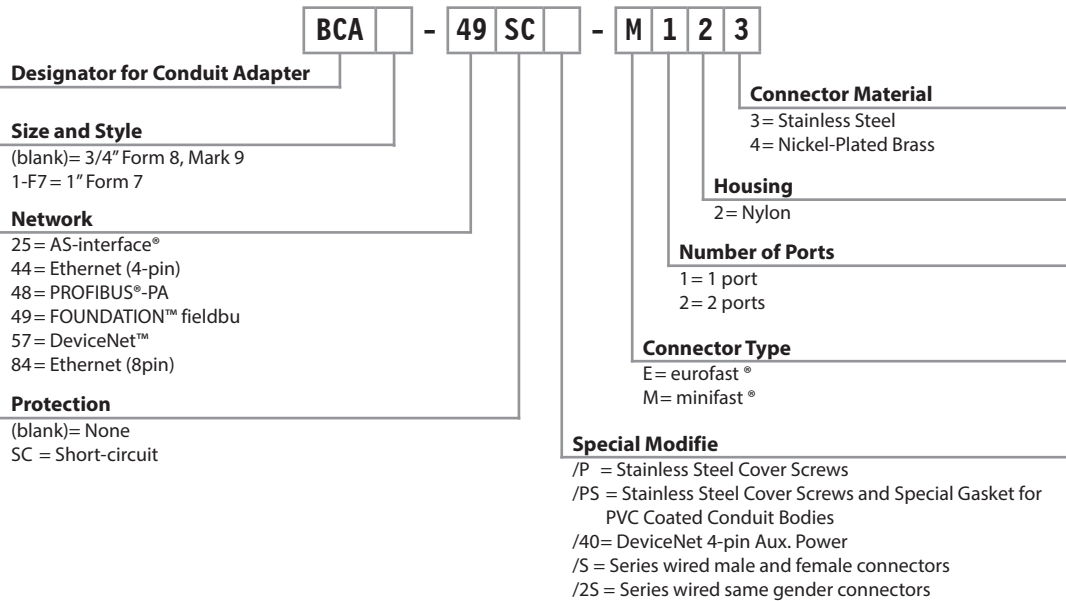 BCA - 49 SC - M 1 2 3
Designator for Conduit Adapter
Size and Style
(blank)= 3/4” Form 8, Mark 9
1-F7= 1” Form 7
Network
25= AS-interface®
44= Ethernet (4-pin)
48= PROFIBUS®-PA
49= FOUNDATION™ fieldbu
57= DeviceNet™
84= Ethernet (8pin)
Protection
(blank)= None
SC = Short-circuit
Connector Material
3= Stainless Steel
4= Nickel-Plated Brass
Housing
2= Nylon
Number of Ports
1= 1 port
2= 2 ports
Connector Type
E= eurofast ®
M= minifast ®
Special Modifie
/P = Stainless Steel Cover Screws
/PS = Stainless Steel Cover Screws and Special Gasket for
PVC Coated Conduit Bodies
/40= DeviceNet 4-pin Aux. Power
/S = Series wired male and female connectors
/2S = Series wired same gender connectors